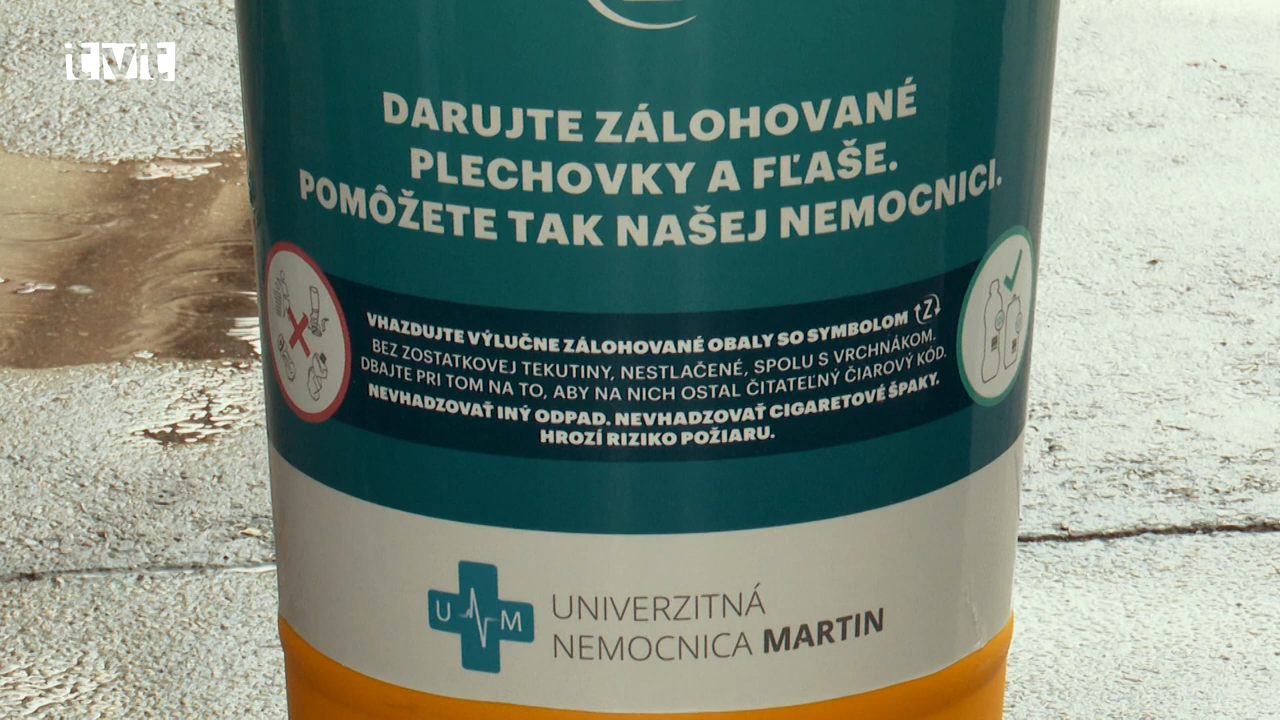 itvit
DARUJTE ZÁLOHOVANÉ
PLECHOVKY A FĽAŠE.
POMÔŽETE TAK NAŠEJ NEMOCNICI.
VHAZDUJTE VÝLUČNE ZÁLOHOVANÉ OBALY SO SYMBOLOM Z
BEZ ZOSTATKOVEJ TEKUTINY, NESTLAČENÉ, SPOLU S VRCHNÁKOM.
DBAJTE PRI TOM NA TO, ABY NA NICH OSTAL ČITATEĽNÝ ČIAROVÝ KÓD.
NEVHADZOVAŤ INÝ ODPAD. NEVHADZOVAŤ CIGARETOVÉ ŠPAKY.
HROZÍ RIZIKO POŽIARU.
U N M
UNIVERZITNÁ
NEMOCNICA MARTIN